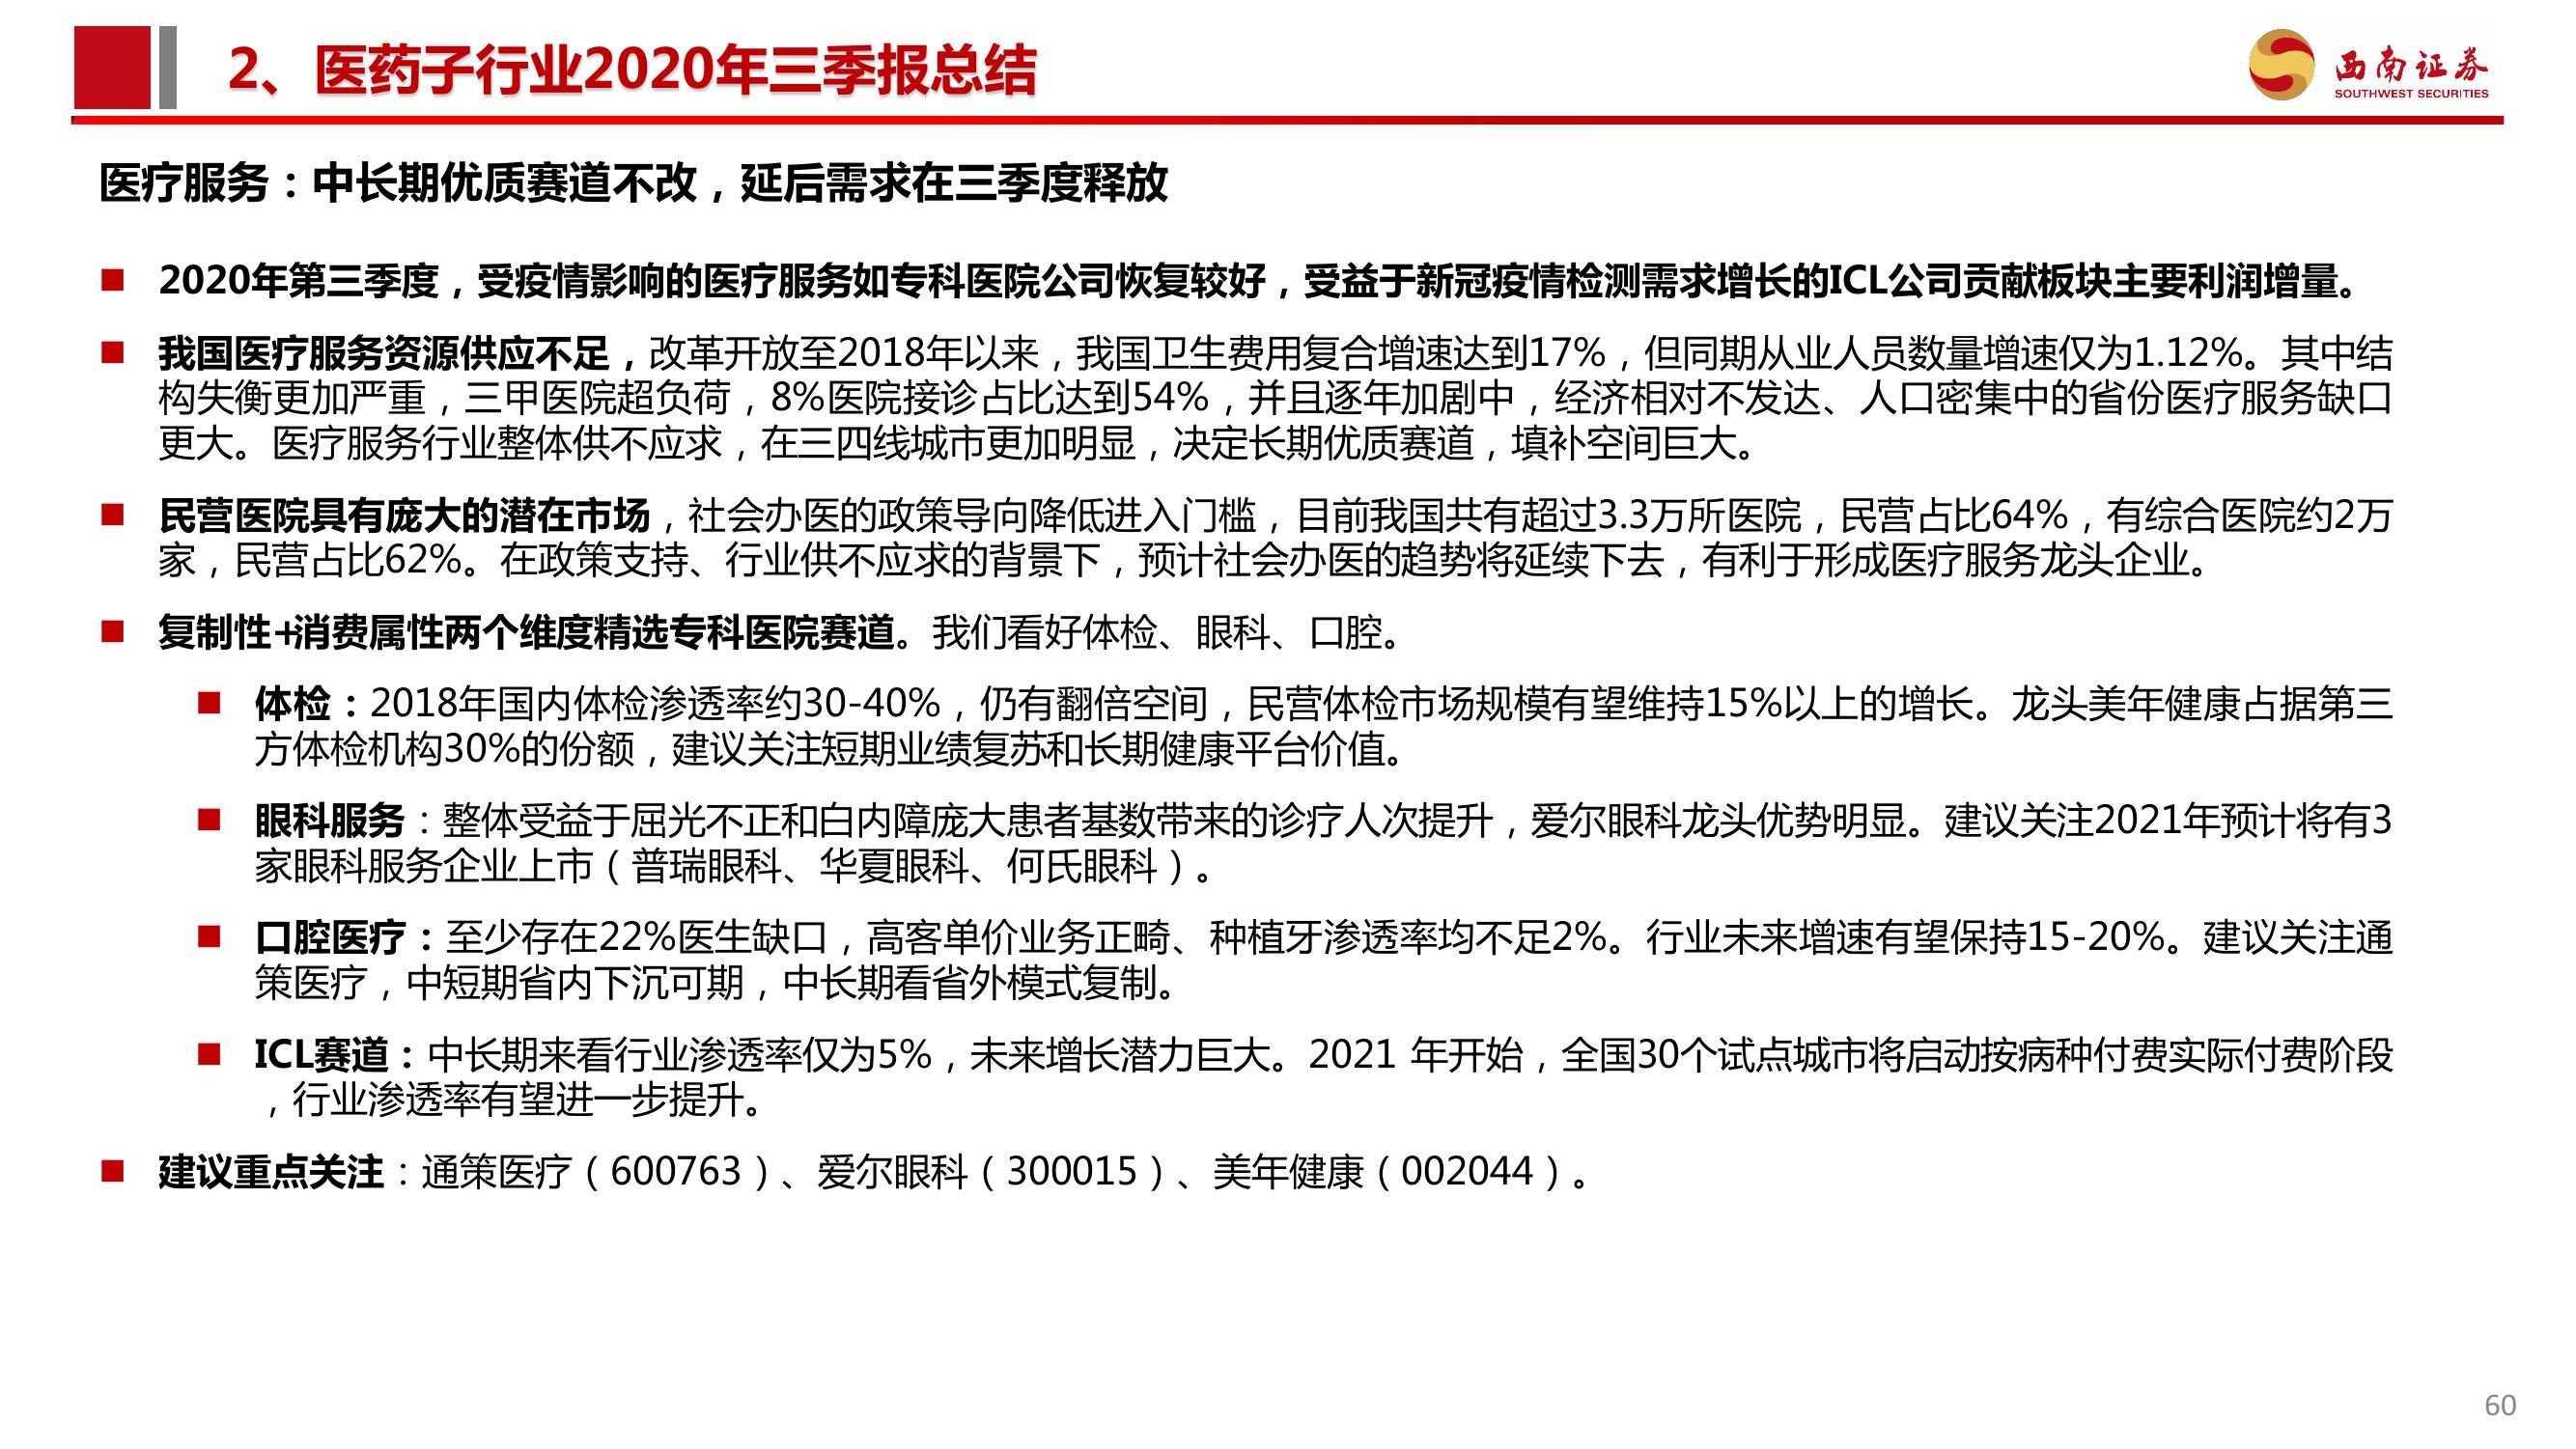 2、医药子行业2020年三季报总结
西南证券
SOUTHWEST SECURITIES
医疗服务：中长期优质赛道不改，延后需求在三季度释放
■ 2020年第三季度，受疫情影响的医疗服务如专科医院公司恢复较好，受益于新冠疫情检测需求增长的ICL公司贡献板块主要利润增量。
■ 我国医疗服务资源供应不足，改革开放至2018年以来，我国卫生费用复合增速达到17%，但同期从业人员数量增速仅为1.12%。其中结
构失衡更加严重，三甲医院超负荷，8%医院接诊占比达到54%，并且逐年加剧中，经济相对不发达、人口密集中的省份医疗服务缺口
更大。医疗服务行业整体供不应求，在三四线城市更加明显，决定长期优质赛道，填补空间巨大。
■ 民营医院具有庞大的潜在市场，社会办医的政策导向降低进入门槛，目前我国共有超过3.3万所医院，民营占比64%，有综合医院约2万
家，民营占比62%。在政策支持、行业供不应求的背景下，预计社会办医的趋势将延续下去，有利于形成医疗服务龙头企业。
■ 复制性+消费属性两个维度精选专科医院赛道。我们看好体检、眼科、口腔。
■ 体检：2018年国内体检渗透率约30-40%，仍有翻倍空间，民营体检市场规模有望维持15%以上的增长。龙头美年健康占据第三
方体检机构30%的份额，建议关注短期业绩复苏和长期健康平台价值。
■ 眼科服务：整体受益于屈光不正和白内障庞大患者基数带来的诊疗人次提升，爱尔眼科龙头优势明显。建议关注2021年预计将有3
家眼科服务企业上市（普瑞眼科、华夏眼科、何氏眼科）。
■ 口腔医疗：至少存在22%医生缺口，高客单价业务正畸、种植牙渗透率均不足2%。行业未来增速有望保持15-20%。建议关注通
策医疗，中短期省内下沉可期，中长期看省外模式复制。
■ ICL赛道：中长期来看行业渗透率仅为5%，未来增长潜力巨大。2021 年开始，全国30个试点城市将启动按病种付费实际付费阶段
，行业渗透率有望进一步提升。
■ 建议重点关注：通策医疗（600763）、爱尔眼科（300015）、美年健康（002044）。
60